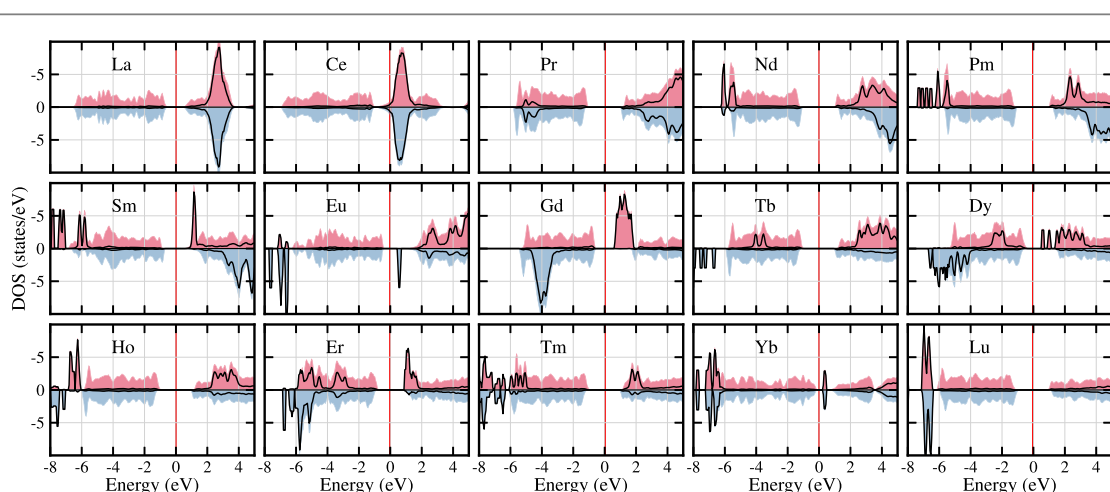 La Ce Pr Nd Pm
-5
0
5
Sm Eu Gd Tb Dy
DOS (states/eV)
-5
0
5
Ho Er Tm Yb Lu
-5
0
5
-8 -6 -4 -2 0 2 4 -8 -6 -4 -2 0 2 4 -6 -4 -2 0 2 4 -8 -6 -4 -2 0 2 4 -8 -6 -4 -2 0 2 4
Energy (eV) Energy (eV) Energy (eV) Energy (eV) Energy (eV)